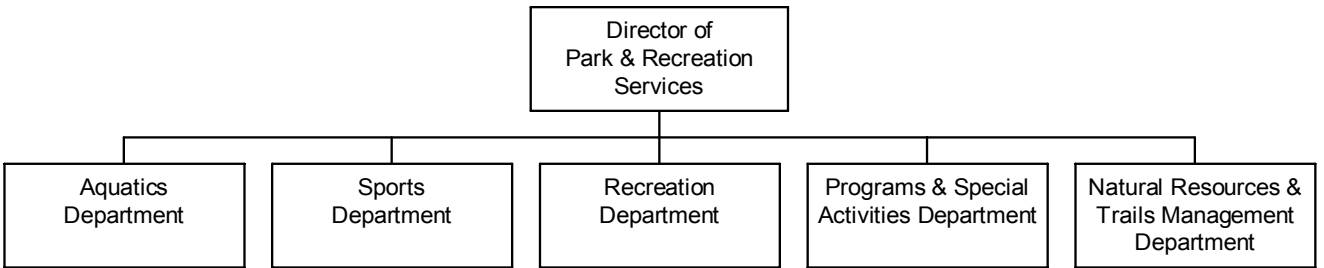 Director of
Park & Recreation
Services
Aquatics
Department
Sports
Department
Recreation
Department
Programs & Special
Activities Department
Natural Resources &
Trails Management
Department